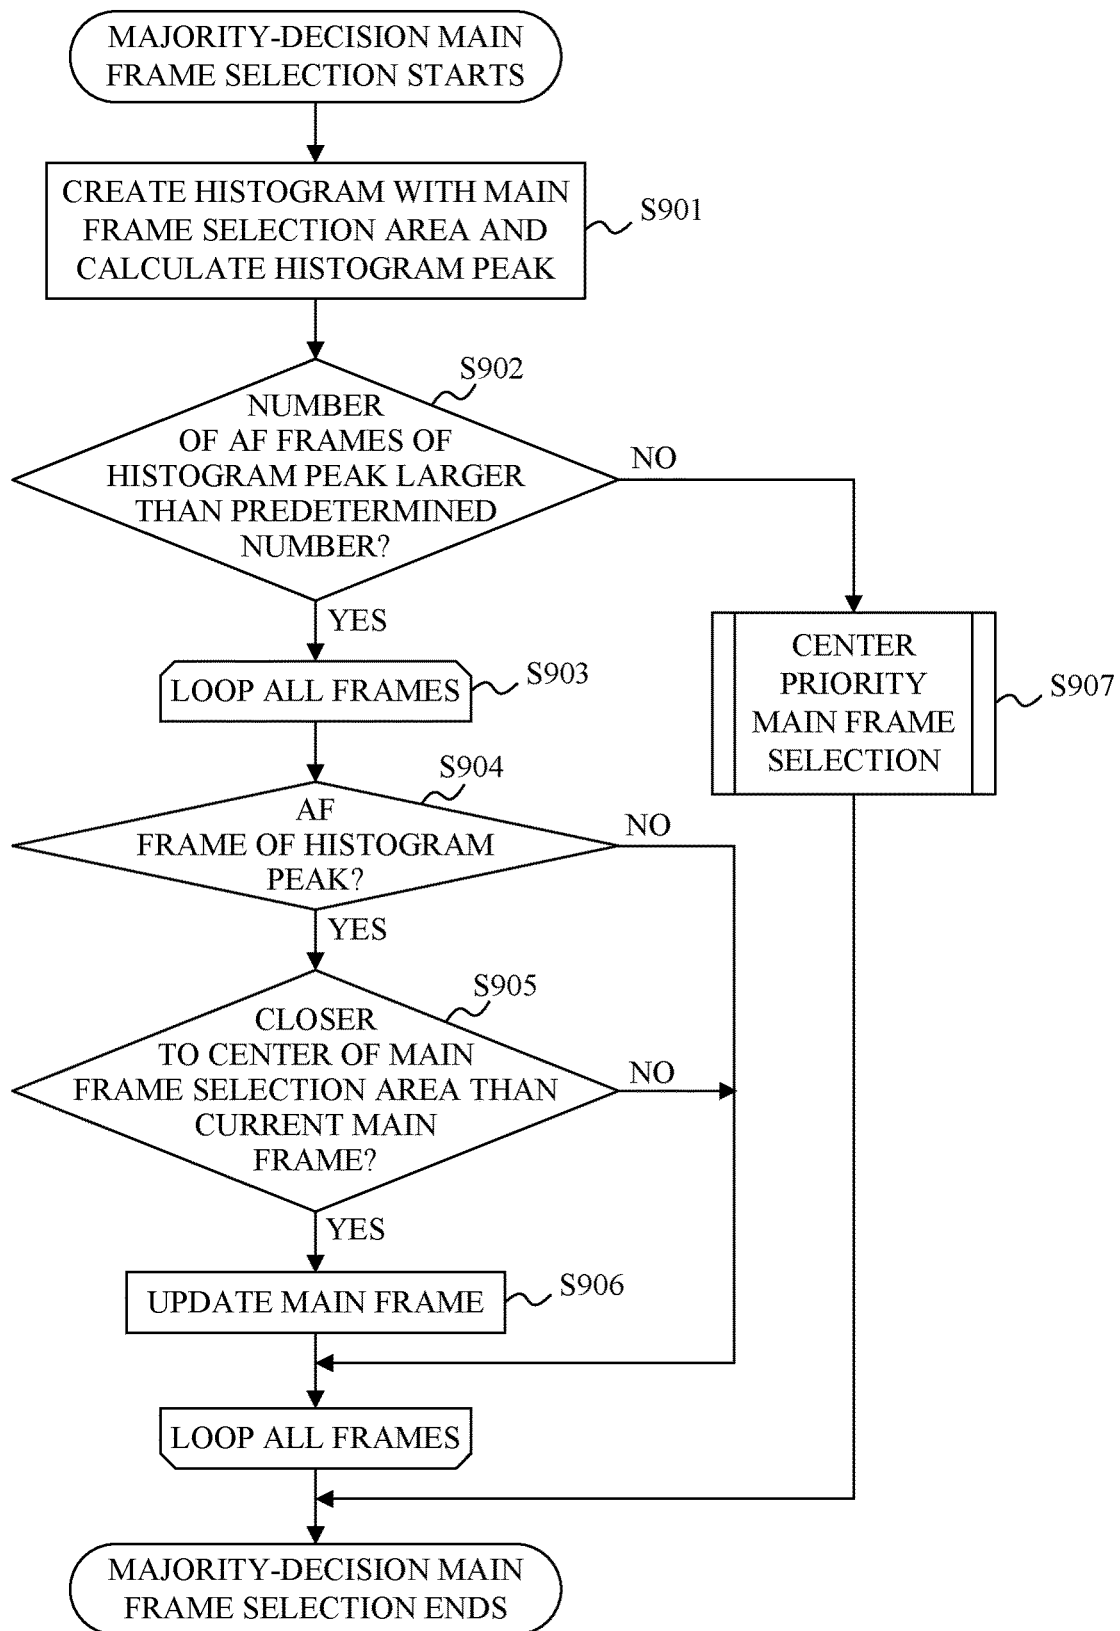 MAJORITY-DECISION MAIN
FRAME SELECTION STARTS
CREATE HISTOGRAM WITH MAIN
FRAME SELECTION AREA AND
CALCULATE HISTOGRAM PEAK
S901
S902
NUMBER
OF AF FRAMES OF
HISTOGRAM PEAK LARGER
THAN PREDETERMINED
NUMBER?
NO
YES
LOOP ALL FRAMES
S903
CENTER
PRIORITY
MAIN FRAME
SELECTION
S907
S904
AF
FRAME OF HISTOGRAM
PEAK?
NO
YES
S905
CLOSER
TO CENTER OF MAIN
FRAME SELECTION AREA THAN
CURRENT MAIN
FRAME?
NO
YES
UPDATE MAIN FRAME
S906
LOOP ALL FRAMES
MAJORITY-DECISION MAIN
FRAME SELECTION ENDS